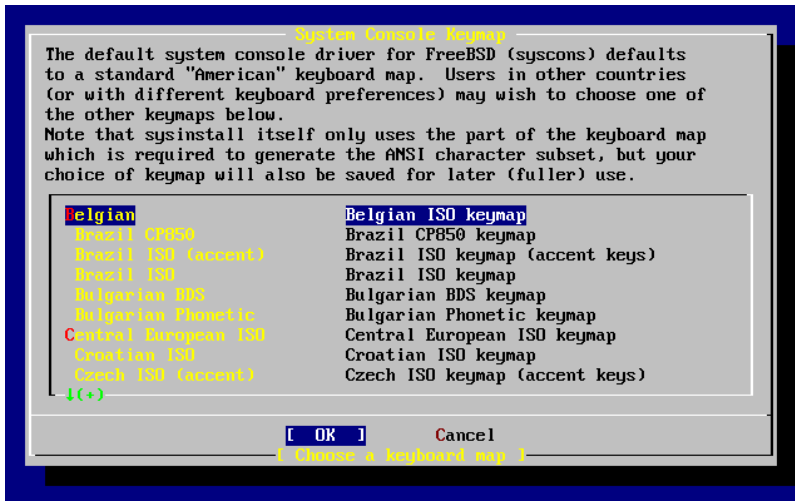 System Console Keymap
The default system console driver for FreeBSD (syscons) defaults
to a standard "American" keyboard map.  Users in other countries
(or with different keyboard preferences) may wish to choose one of
the other keymaps below.
Note that sysinstall itself only uses the part of the keyboard map
which is required to generate the ANSI character subset, but your
choice of keymap will also be saved for later (fuller) use.
Belgian Belgian ISO keymap
Brazil CP850 Brazil CP850 keymap
Brazil ISO (accent) Brazil ISO keymap (accent keys)
Brazil ISO Brazil ISO keymap
Bulgarian BDS Bulgarian BDS keymap
Bulgarian Phonetic Bulgarian Phonetic keymap
Central European ISO Central European ISO keymap
Croatian ISO Croatian ISO keymap
Czech ISO (accent) Czech ISO keymap (accent keys)
↓(+)
[ OK ] Cancel
[ Choose a keyboard map ]